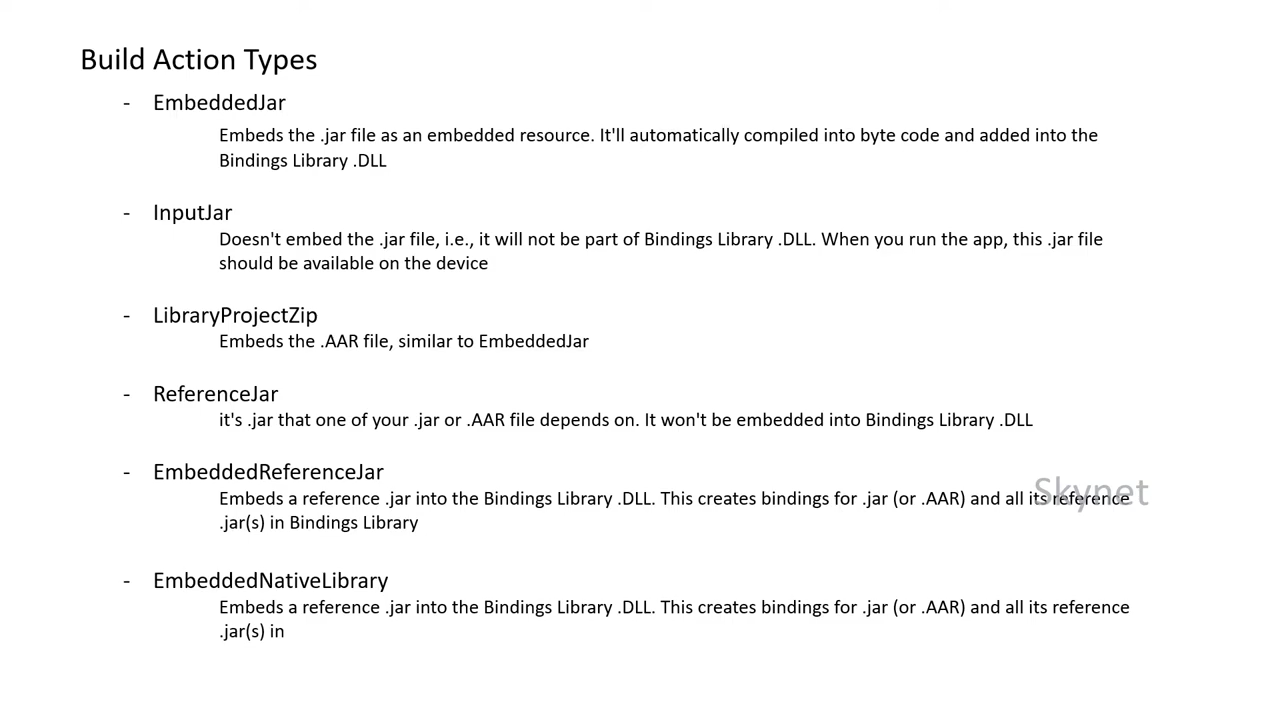 Build Action Types
- EmbeddedJar
Embeds the .jar file as an embedded resource. It'll automatically compiled into byte code and added into the
Bindings Library .DLL
- InputJar
Doesn't embed the .jar file, i.e., it will not be part of Bindings Library .DLL. When you run the app, this .jar file
should be available on the device
- LibraryProjectZip
Embeds the .AAR file, similar to EmbeddedJar
- ReferenceJar
it's .jar that one of your .jar or .AAR file depends on. It won't be embedded into Bindings Library .DLL
- EmbeddedReferenceJar
Skynet
Embeds a reference .jar into the Bindings Library .DLL. This creates bindings for .jar (or .AAR) and all its reference
.jar(s) in Bindings Library
- EmbeddedNativeLibrary
Embeds a reference .jar into the Bindings Library .DLL. This creates bindings for .jar (or .AAR) and all its reference
.jar(s) in